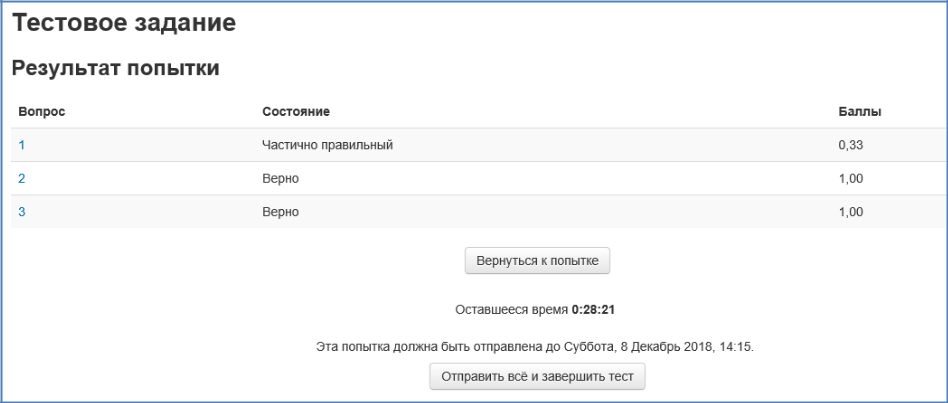 Тестовое задание
Результат попытки
Вопрос Состояние Баллы
1 Частично правильный 0,33
2 Верно 1,00
3 Верно 1,00
Вернуться к попытке
Оставшееся время 0:28:21
Эта попытка должна быть отправлена до Суббота, 8 Декабрь 2018, 14:15.
Отправить всё и завершить тест